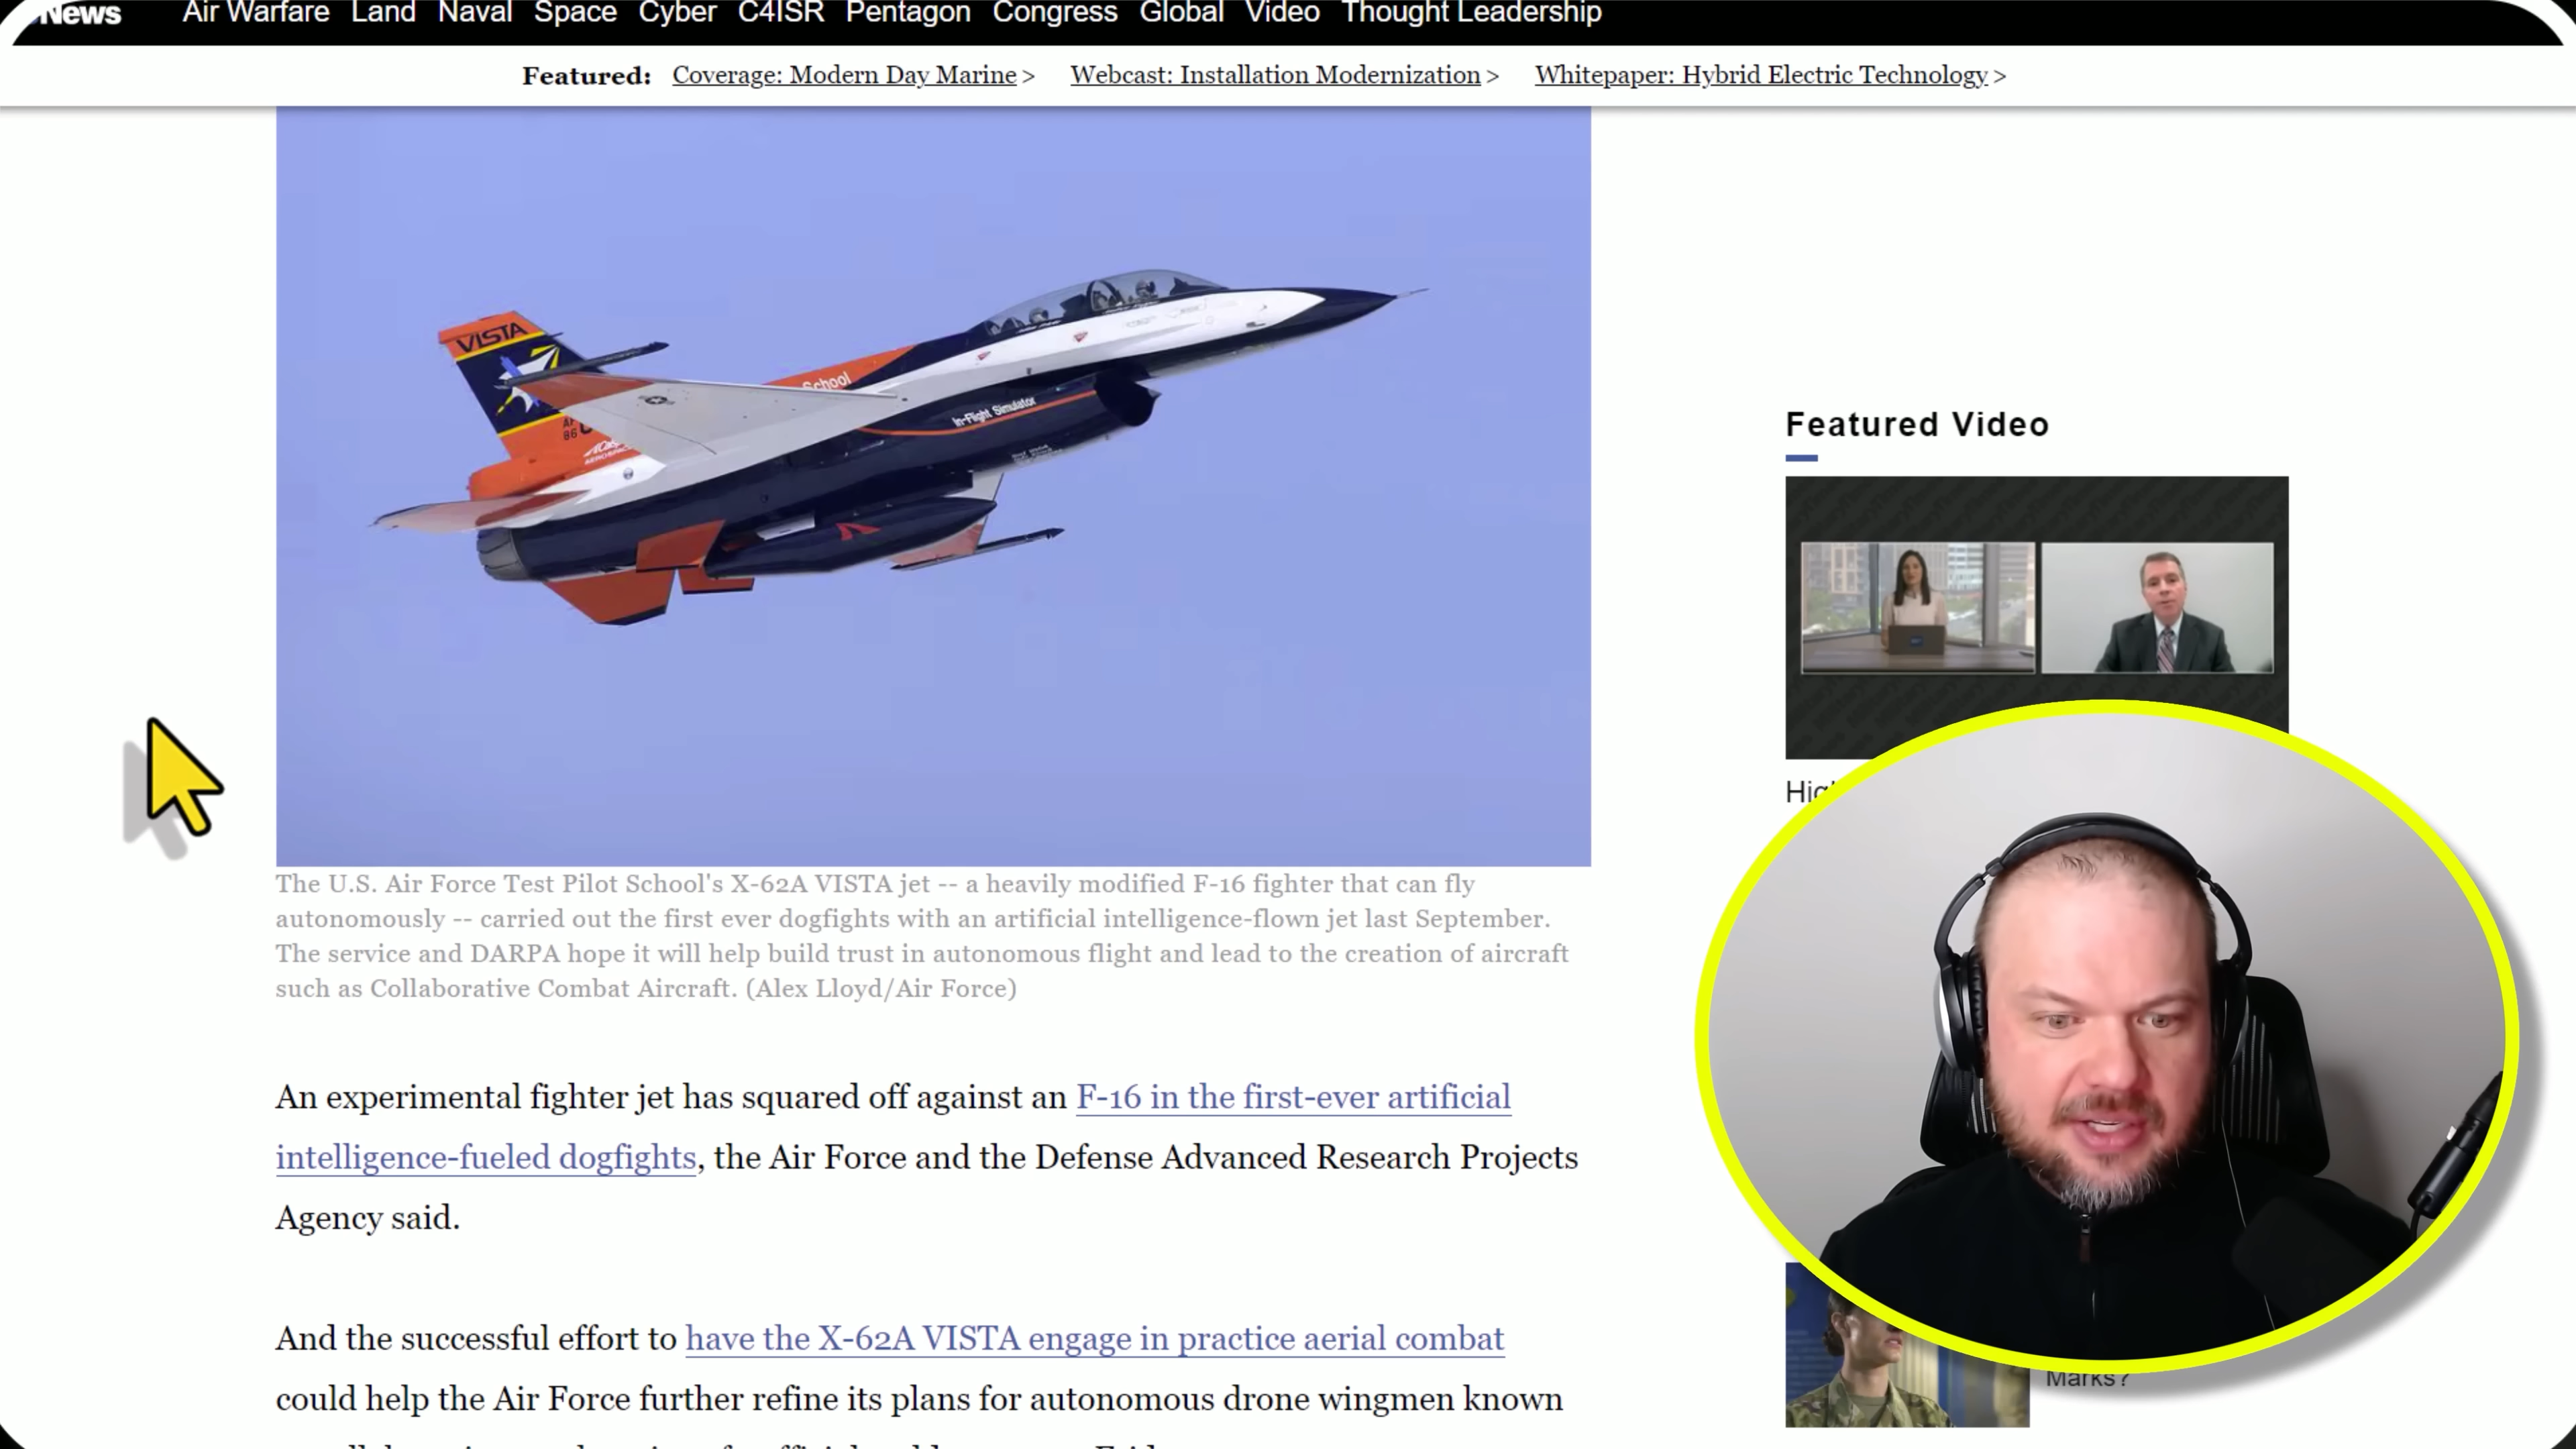 News Air Warfare Land Naval Space Cyber C4ISR Pentagon Congress Global Video Thought Leadership
Featured: Coverage: Modern Day Marine > Webcast: Installation Modernization > Whitepaper: Hybrid Electric Technology >
VISTA
School
In-Flight Simulator
86
Featured Video
The U.S. Air Force Test Pilot School's X-62A VISTA jet -- a heavily modified F-16 fighter that can fly
autonomously -- carried out the first ever dogfights with an artificial intelligence-flown jet last September.
The service and DARPA hope it will help build trust in autonomous flight and lead to the creation of aircraft
such as Collaborative Combat Aircraft. (Alex Lloyd/Air Force)
An experimental fighter jet has squared off against an F-16 in the first-ever artificial
intelligence-fueled dogfights, the Air Force and the Defense Advanced Research Projects
Agency said.
And the successful effort to have the X-62A VISTA engage in practice aerial combat
could help the Air Force further refine its plans for autonomous drone wingmen known
Marks?